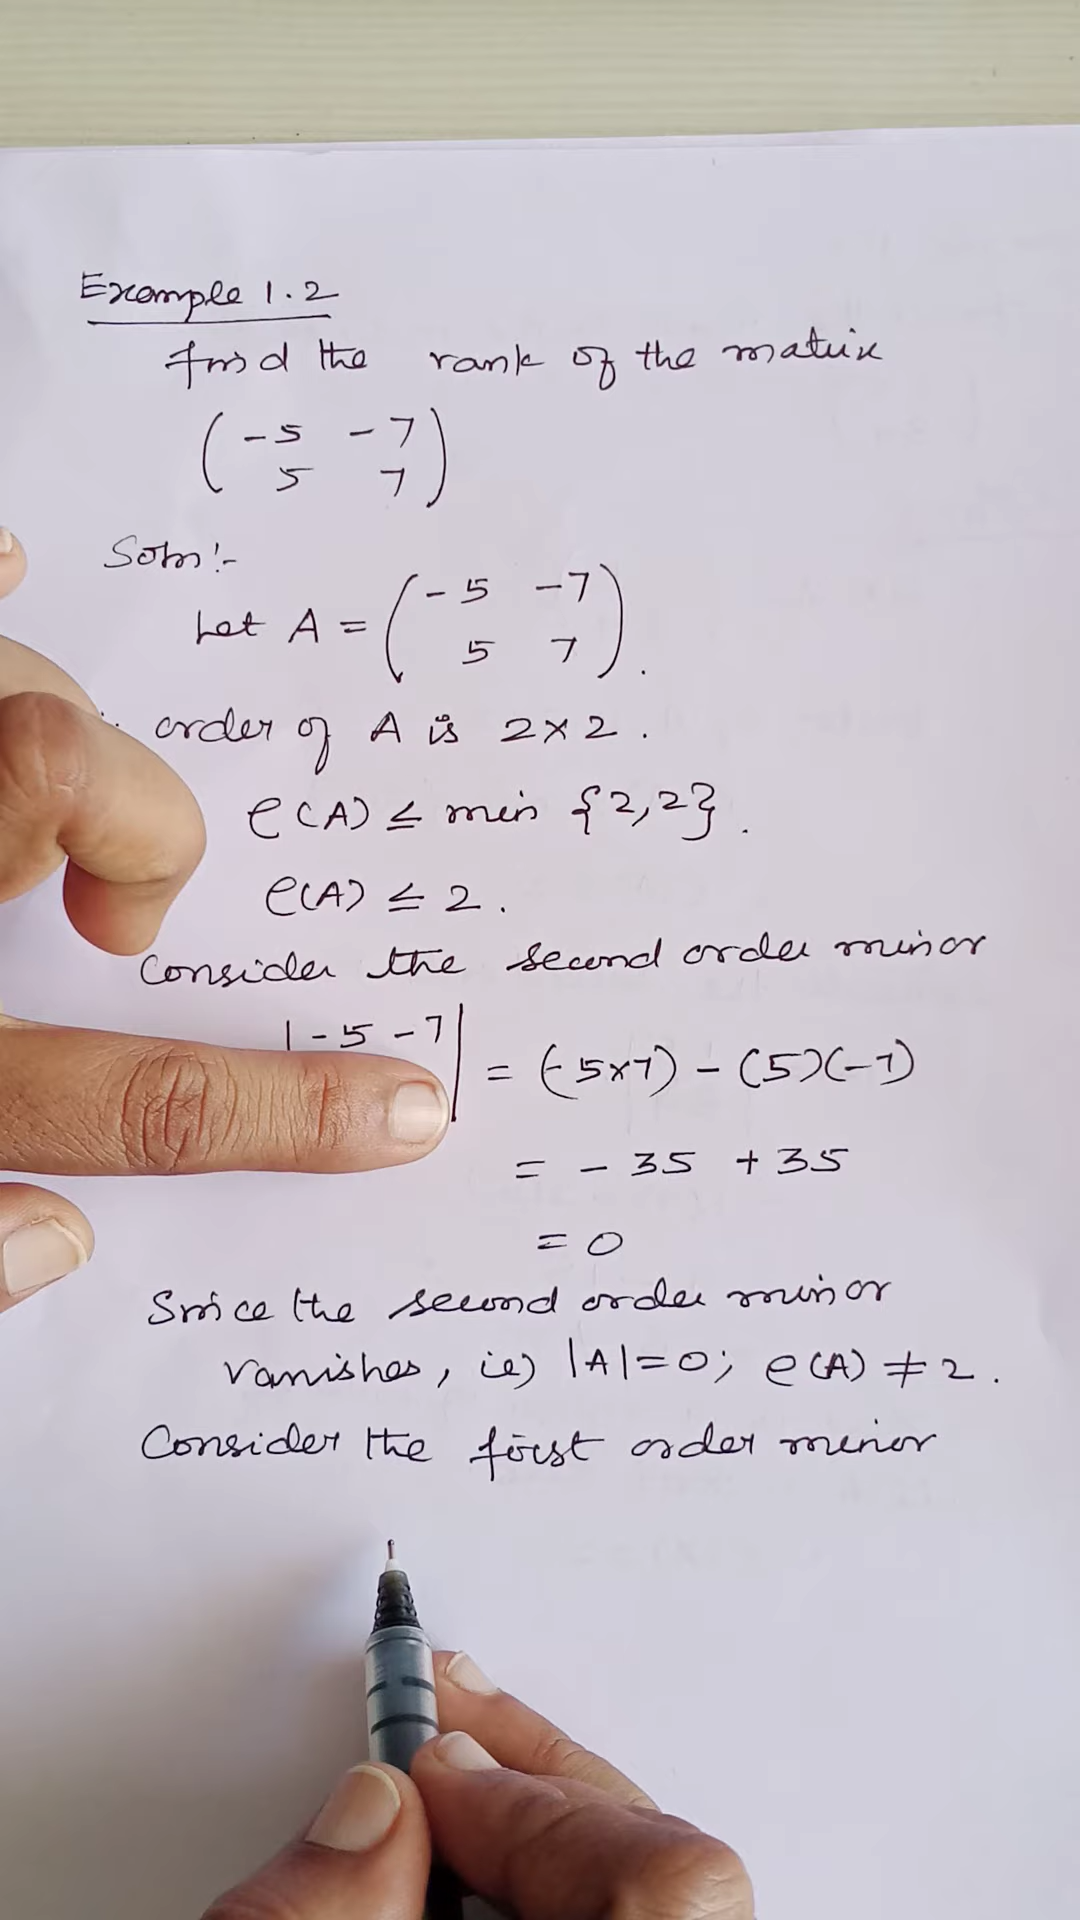 Example 1.2
find the rank of the matrix
( -5 -7 )
5 7
Soln:-
Let A = ( -5 -7 )
5 7 .
∴ order of A is 2×2.
ρ(A) ≤ min {2,2}.
ρ(A) ≤ 2.
Consider the second order minor
| -5 -7 | = (-5×7) - (5)(-7)
= -35 + 35
= 0
Since the second order minor
vanishes, ie) |A|=0; ρ(A) ≠ 2.
Consider the first order minor